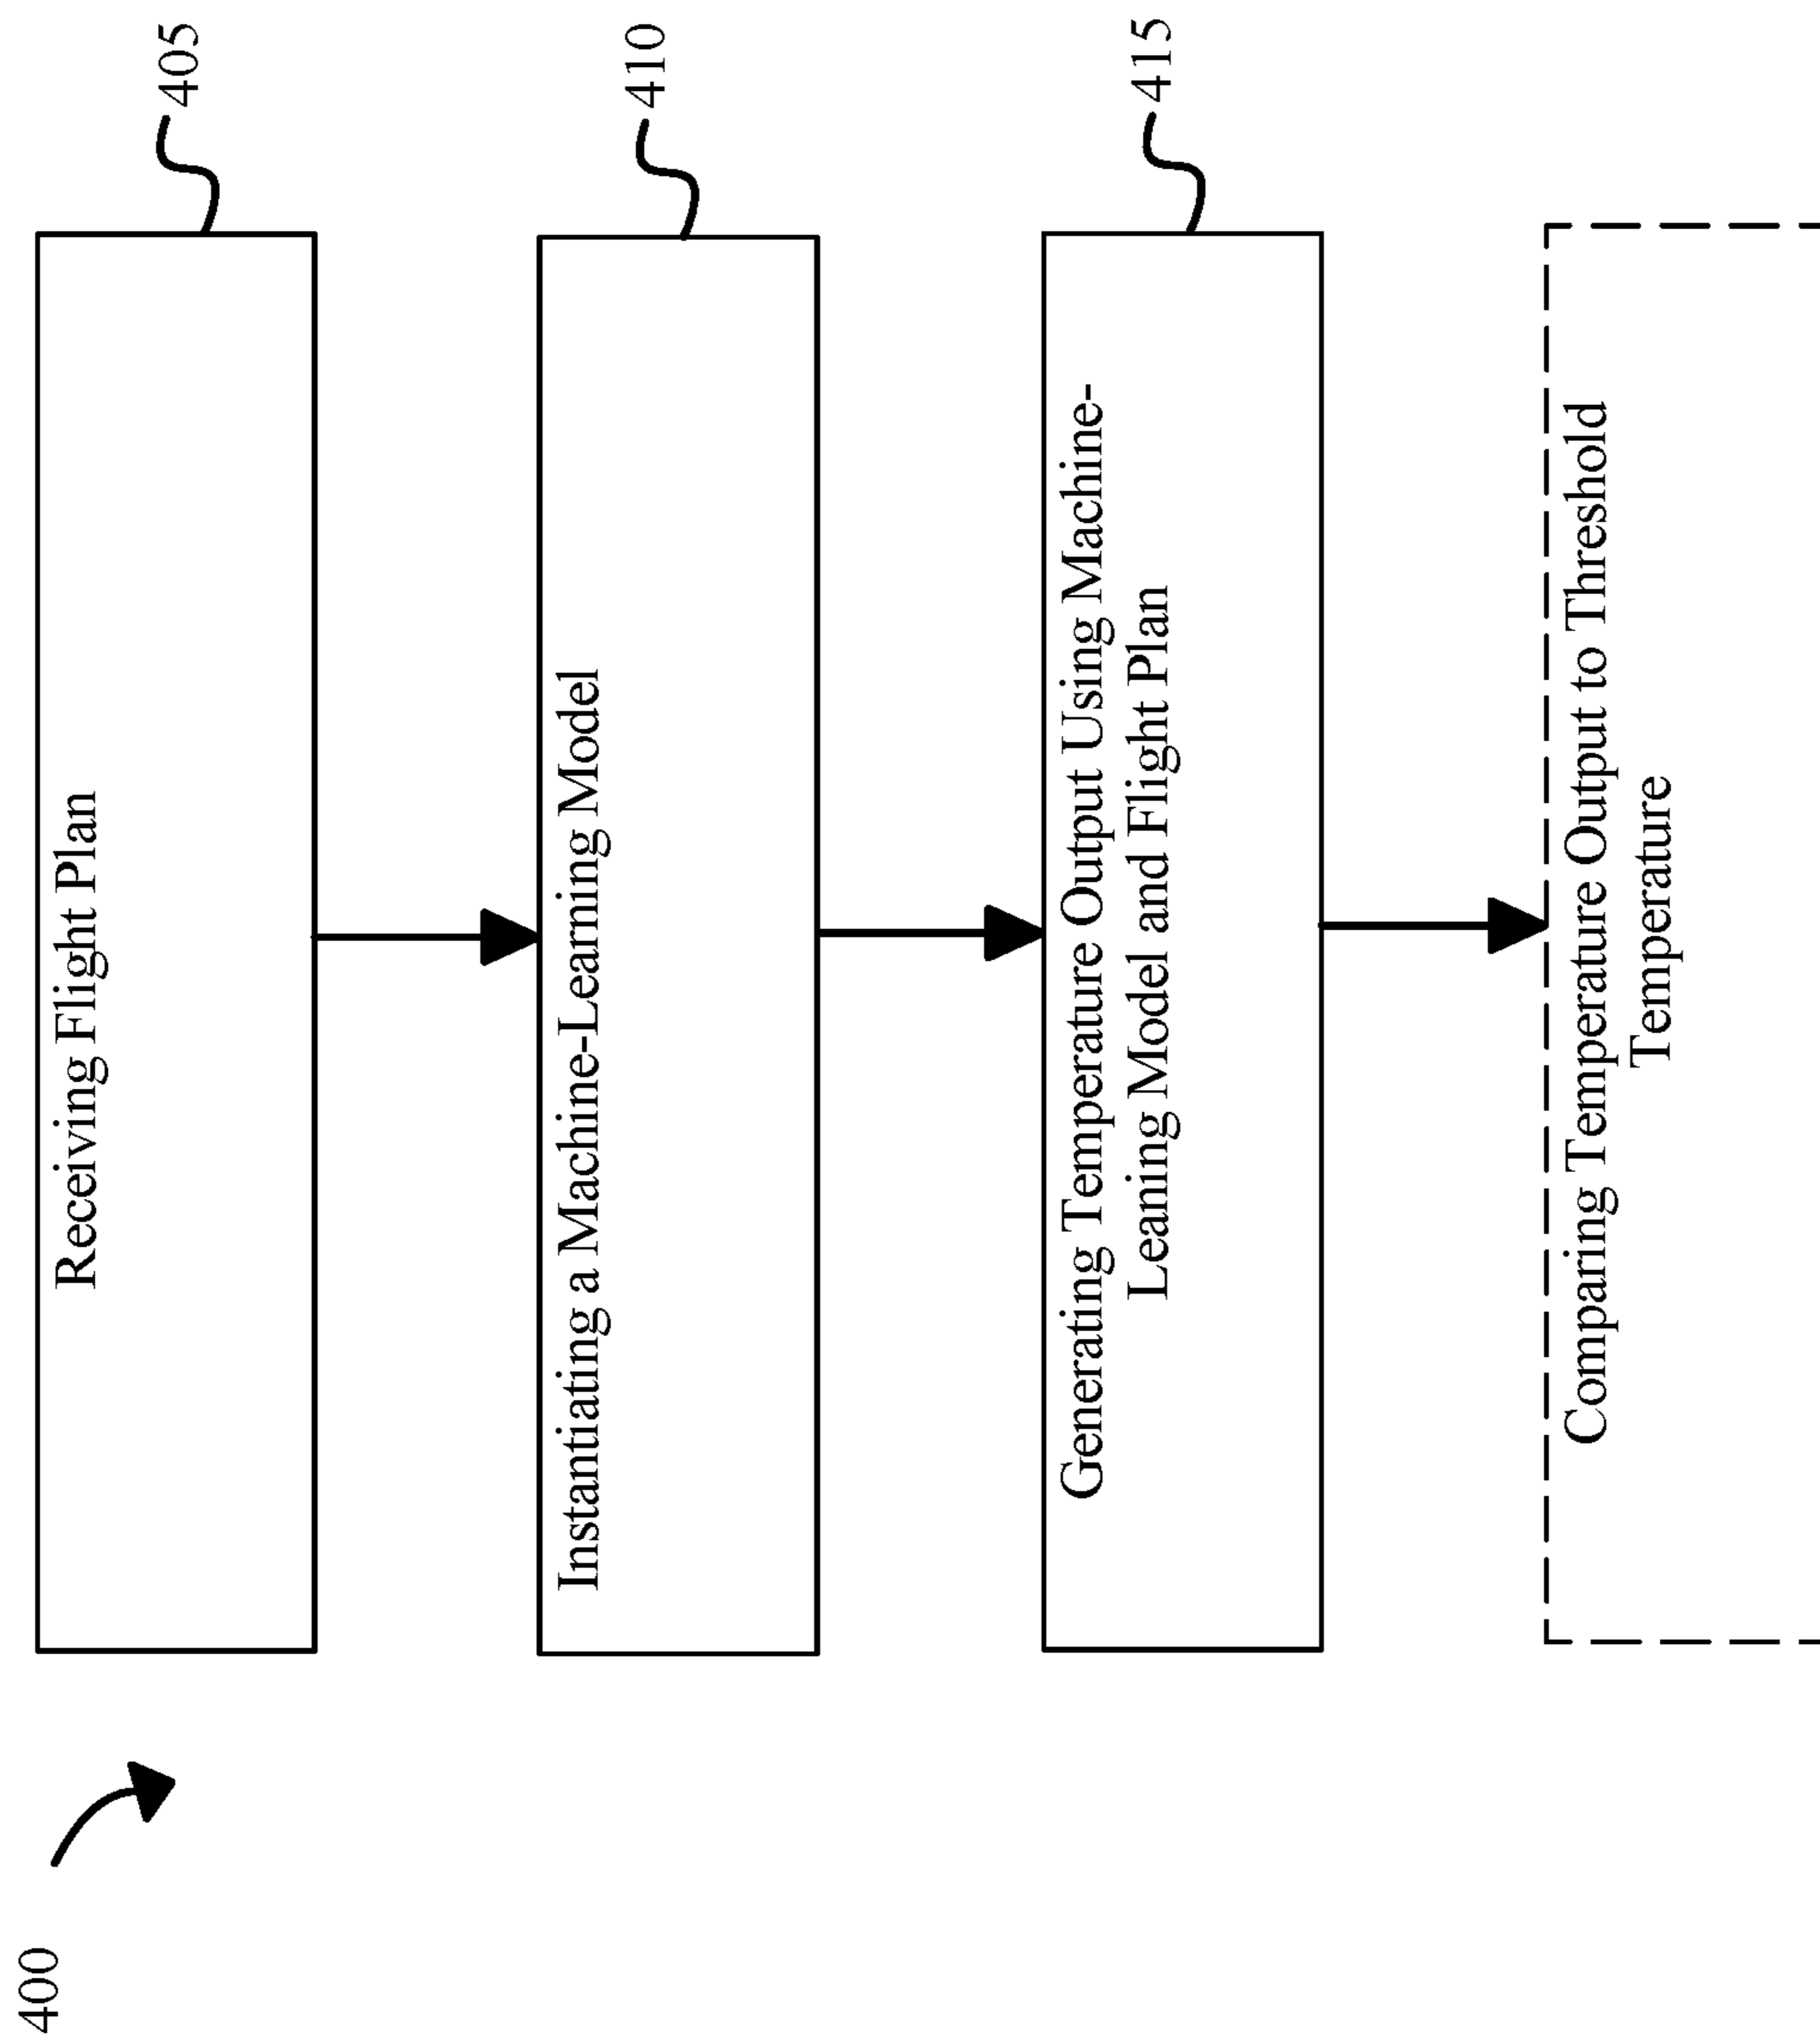 400
Receiving Flight Plan
405
Instantiating a Machine-Learning Model
410
Generating Temperature Output Using Machine-
Leaning Model and Flight Plan
415
Comparing Temperature Output to Threshold
Temperature